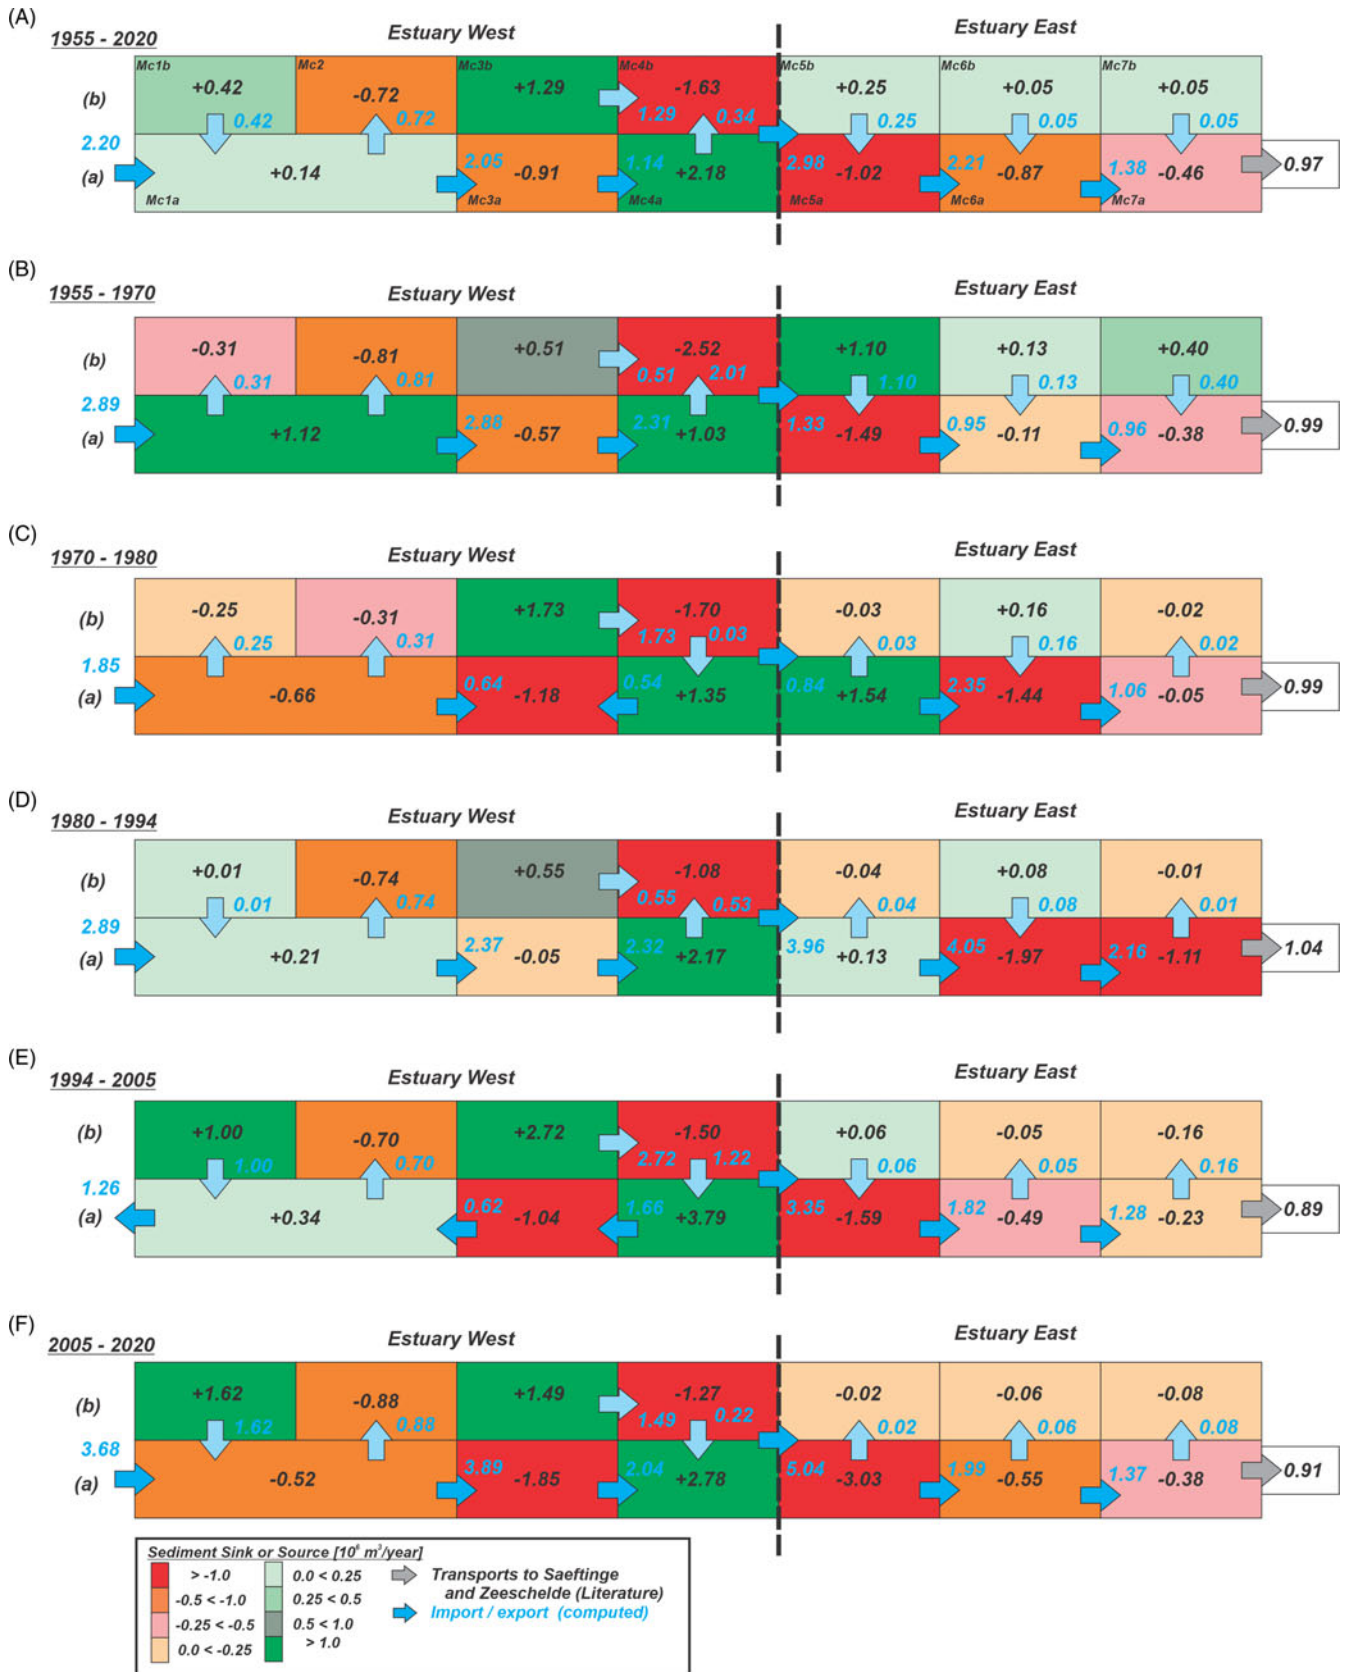 (A)
1955 - 2020
Estuary West
Estuary East
Mc1b
Mc2
Mc3b
Mc4b
Mc5b
Mc6b
Mc7b
(b)
+0.42
-0.72
+1.29
-1.63
+0.25
+0.05
+0.05
0.42
0.72
1.29
0.34
0.25
0.05
0.05
2.20
(a)
+0.14
2.05
-0.91
1.14
+2.18
2.98
-1.02
2.21
-0.87
1.38
-0.46
0.97
Mc1a
Mc3a
Mc4a
Mc5a
Mc6a
Mc7a
(B)
1955 - 1970
Estuary West
Estuary East
(b)
-0.31
-0.81
+0.51
-2.52
+1.10
+0.13
+0.40
0.31
0.81
0.51
2.01
1.10
0.13
0.40
2.89
(a)
+1.12
2.88
-0.57
2.31
+1.03
1.33
-1.49
0.95
-0.11
0.96
-0.38
0.99
(C)
1970 - 1980
Estuary West
Estuary East
(b)
-0.25
-0.31
+1.73
-1.70
-0.03
+0.16
-0.02
0.25
0.31
1.73
0.03
0.03
0.16
0.02
1.85
(a)
-0.66
0.64
-1.18
0.54
+1.35
0.84
+1.54
2.35
-1.44
1.06
-0.05
0.99
(D)
1980 - 1994
Estuary West
Estuary East
(b)
+0.01
-0.74
+0.55
-1.08
-0.04
+0.08
-0.01
0.01
0.74
0.55
0.53
0.04
0.08
0.01
2.89
(a)
+0.21
2.37
-0.05
2.32
+2.17
3.96
+0.13
4.05
-1.97
2.16
-1.11
1.04
(E)
1994 - 2005
Estuary West
Estuary East
(b)
+1.00
-0.70
+2.72
-1.50
+0.06
-0.05
-0.16
1.00
0.70
2.72
1.22
0.06
0.05
0.16
1.26
(a)
+0.34
0.62
-1.04
1.66
+3.79
3.35
-1.59
1.82
-0.49
1.28
-0.23
0.89
(F)
2005 - 2020
Estuary West
Estuary East
(b)
+1.62
-0.88
+1.49
-1.27
-0.02
-0.06
-0.08
1.62
0.88
1.49
0.22
0.02
0.06
0.08
3.68
(a)
-0.52
3.89
-1.85
2.04
+2.78
5.04
-3.03
1.99
-0.55
1.37
-0.38
0.91
Sediment Sink or Source [10⁶ m³/year]
> -1.0
-0.5 < -1.0
-0.25 < -0.5
0.0 < -0.25
0.0 < 0.25
0.25 < 0.5
0.5 < 1.0
> 1.0
Transports to Saeftinge
and Zeeschelde (Literature)
Import / export (computed)